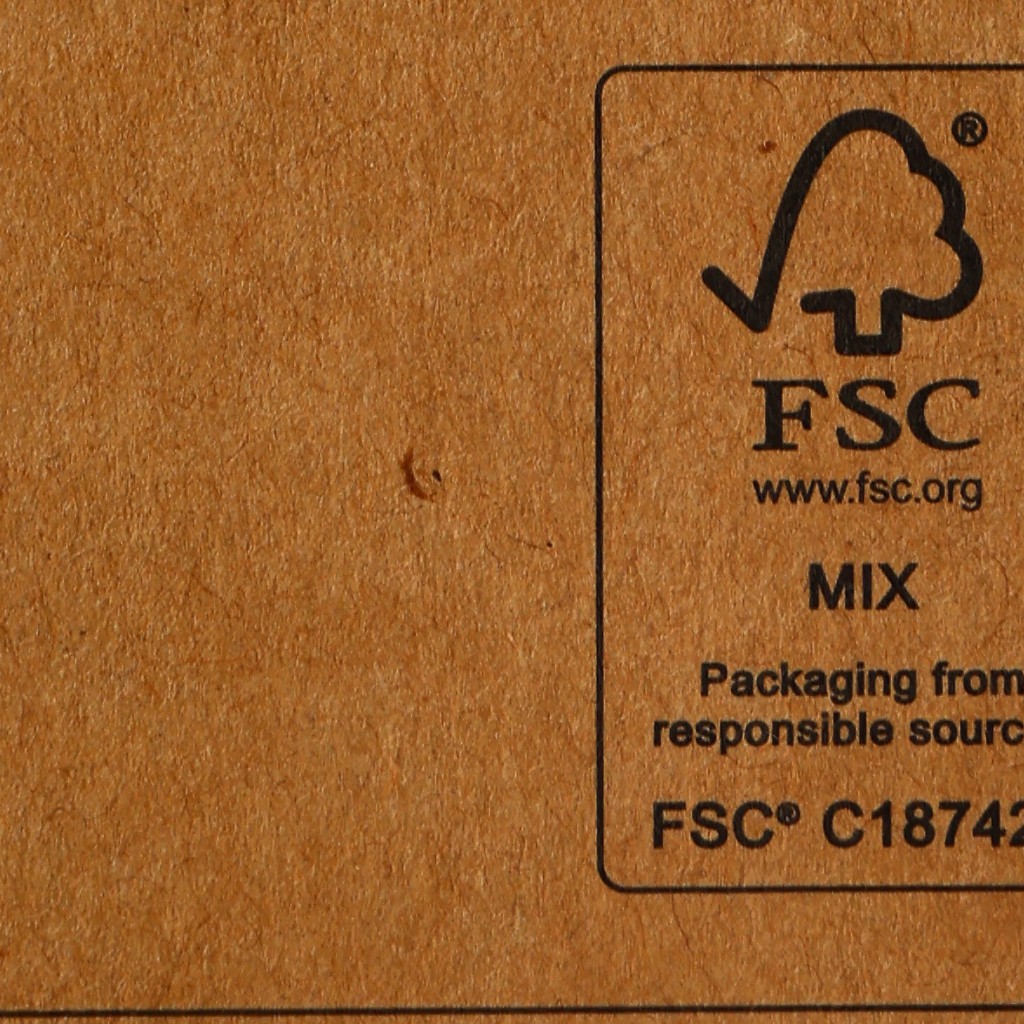 ®
FSC
www.fsc.org
MIX
Packaging from
responsible sourc
FSC® C18742